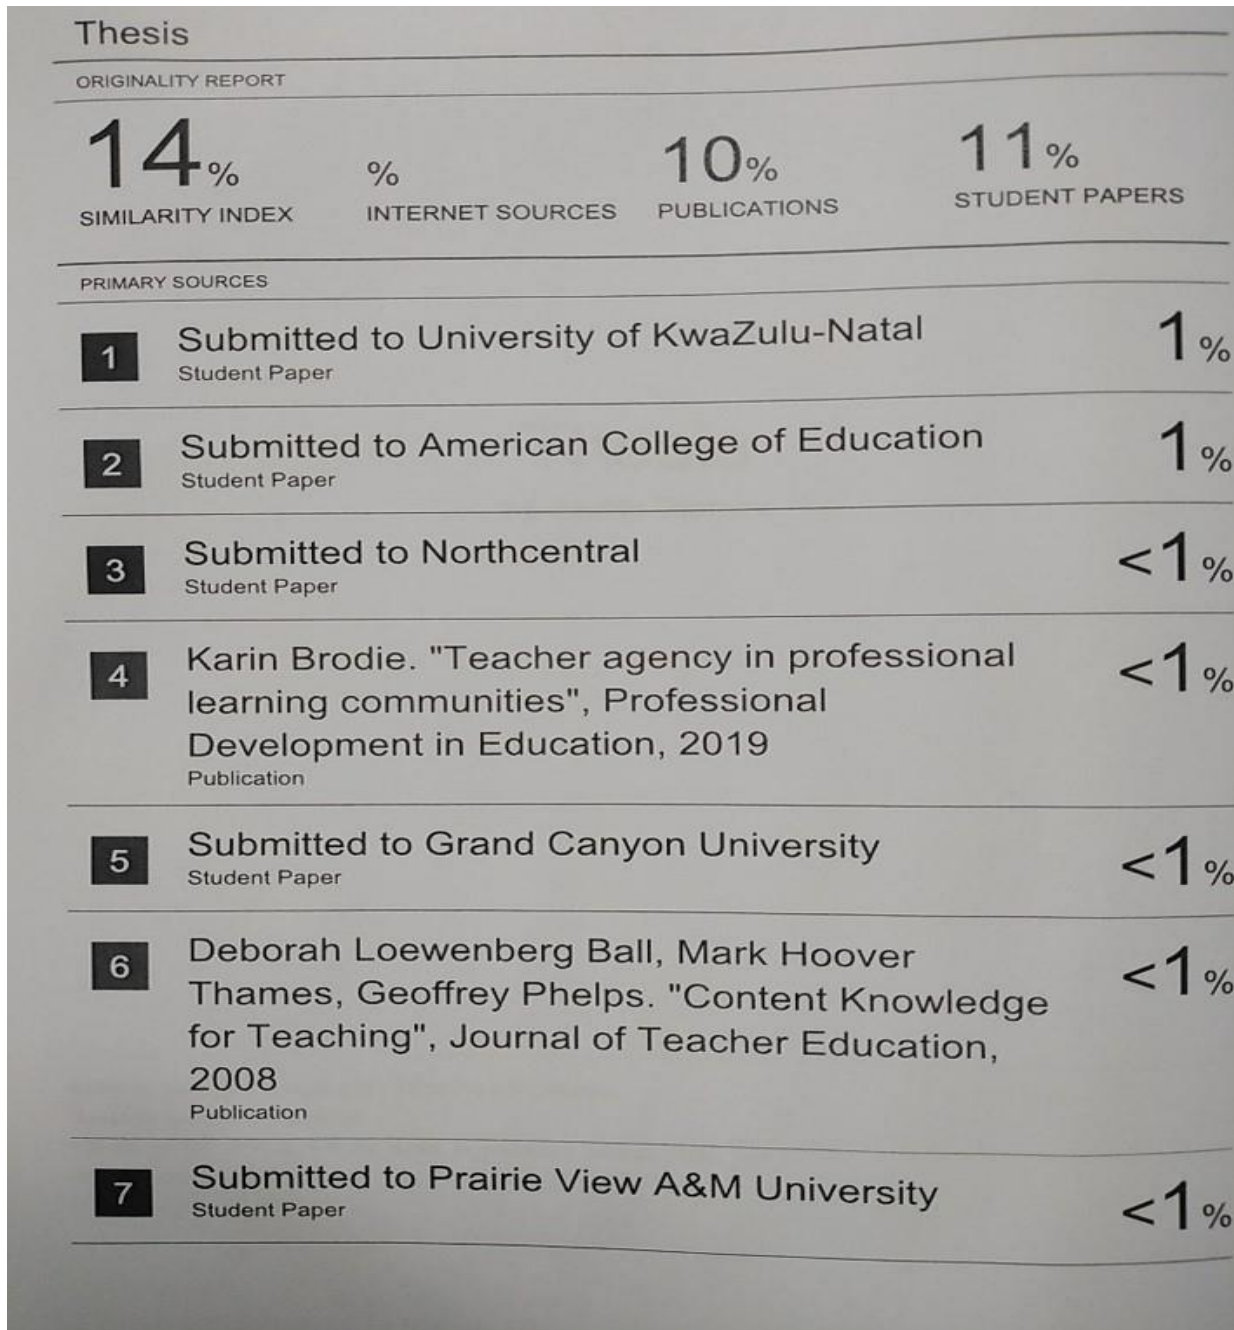 Thesis
ORIGINALITY REPORT
14%
%
10%
11%
SIMILARITY INDEX
INTERNET SOURCES
PUBLICATIONS
STUDENT PAPERS
PRIMARY SOURCES
1
Submitted to University of KwaZulu-Natal
Student Paper
1%
2
Submitted to American College of Education
Student Paper
1%
3
Submitted to Northcentral
Student Paper
<1%
4
Karin Brodie. "Teacher agency in professional
learning communities", Professional
Development in Education, 2019
Publication
<1%
5
Submitted to Grand Canyon University
Student Paper
<1%
6
Deborah Loewenberg Ball, Mark Hoover
Thames, Geoffrey Phelps. "Content Knowledge
for Teaching", Journal of Teacher Education,
2008
Publication
<1%
7
Submitted to Prairie View A&M University
Student Paper
<1%